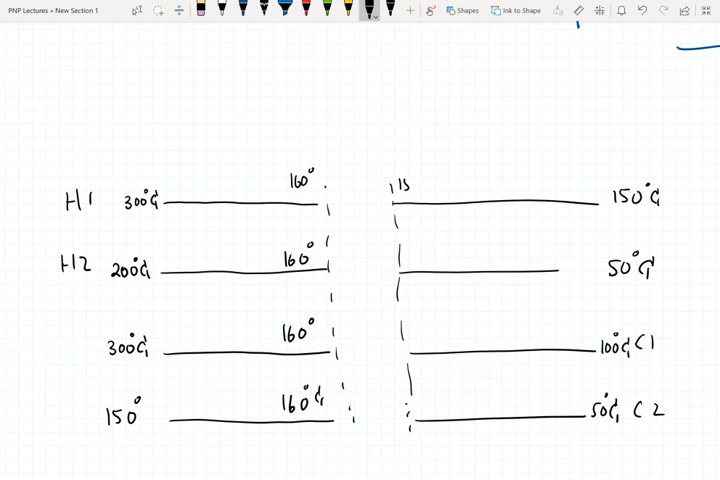 PNP Lectures » New Section 1
Shapes
Ink to Shape
H1 300°C 160° 15 150°C
H2 200°C 160° 50°C
300°C 160° 100°C C1
150° 160°C 50°C C2